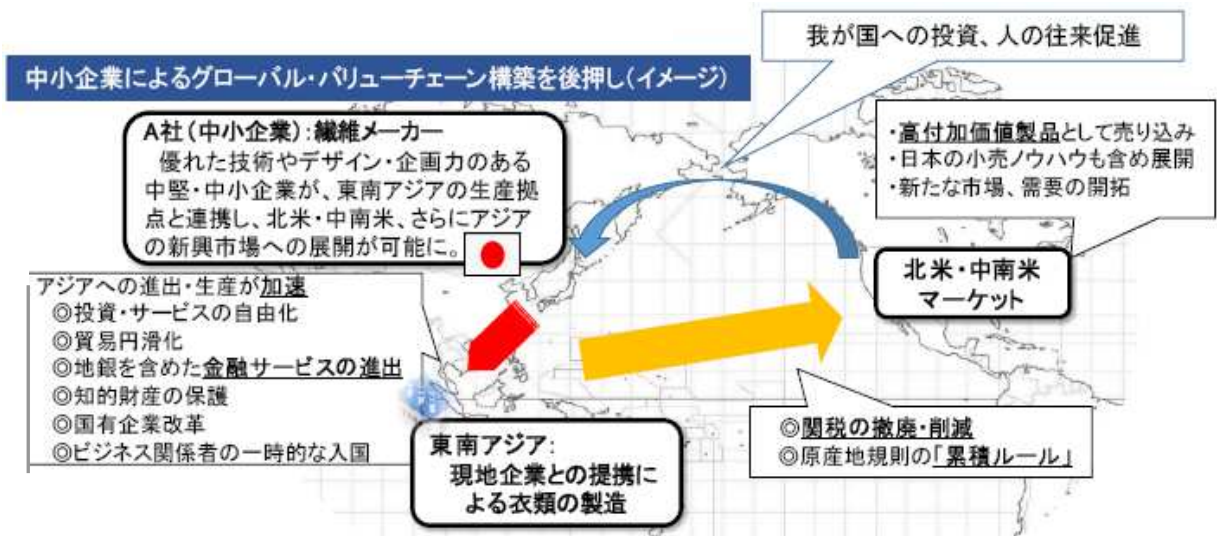 我が国への投資、人の往来促進
中小企業によるグローバル・バリューチェーン構築を後押し(イメージ)
A社(中小企業):繊維メーカー
優れた技術やデザイン・企画力のある
中堅・中小企業が、東南アジアの生産拠
点と連携し、北米・中南米、さらにアジア
の新興市場への展開が可能に。
・高付加価値製品として売り込み
・日本の小売ノウハウも含め展開
・新たな市場、需要の開拓
北米・中南米
マーケット
アジアへの進出・生産が加速
◎投資・サービスの自由化
◎貿易円滑化
◎地銀を含めた金融サービスの進出
◎知的財産の保護
◎国有企業改革
◎ビジネス関係者の一時的な入国
東南アジア:
現地企業との提携に
よる衣類の製造
◎関税の撤廃・削減
◎原産地規則の「累積ルール」